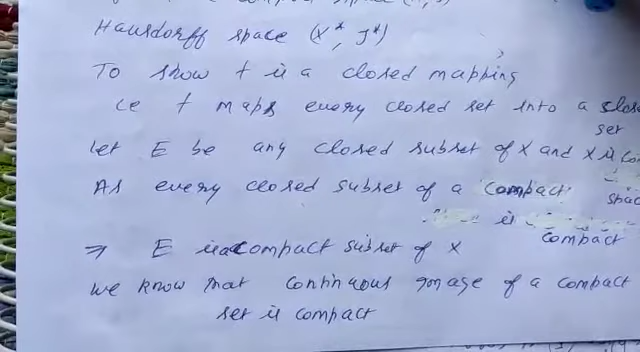 Hausdorff space (X*, J*)
To show f is a closed mapping
ie f maps every closed set into a
set
Let E be any closed subset of X and X is
As every closed subset of a compact
is
compact
⇒ E is a compact subset of X
we know that continuous image of a compact
set is compact